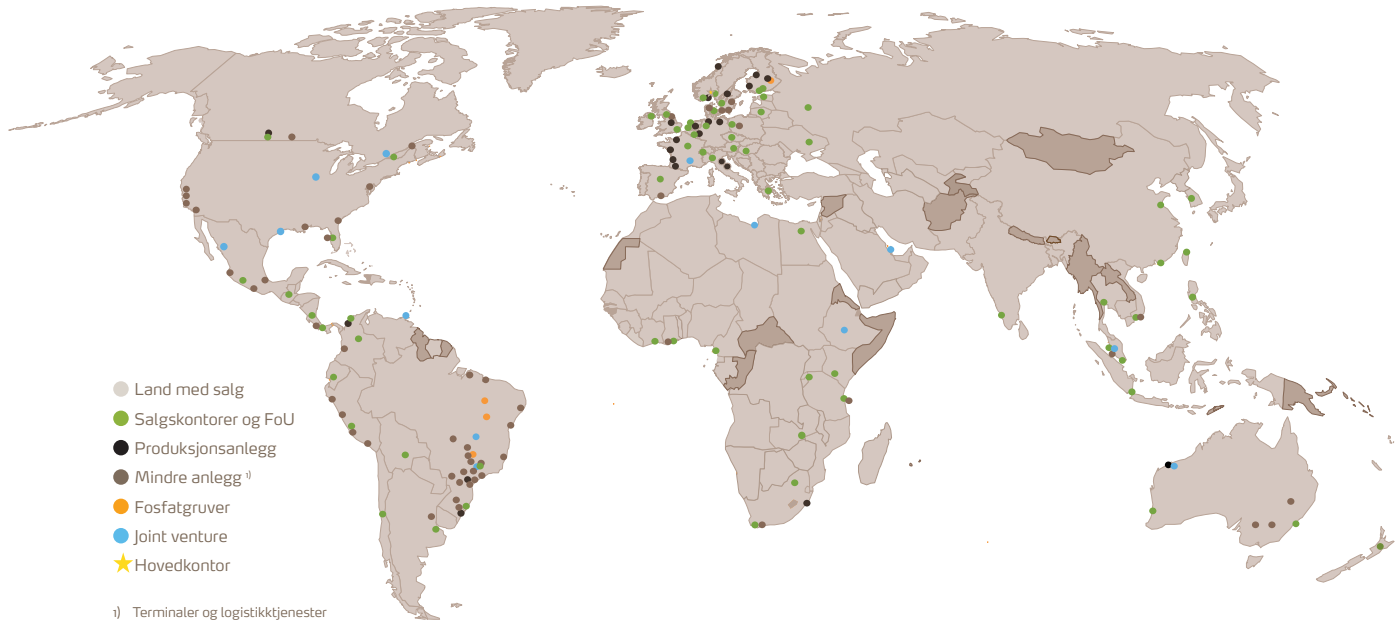 Land med salg
Salgskontorer og FoU
Produksjonsanlegg
Mindre anlegg ¹⁾
Fosfatgruver
Joint venture
Hovedkontor
1) Terminaler og logistikktjenester